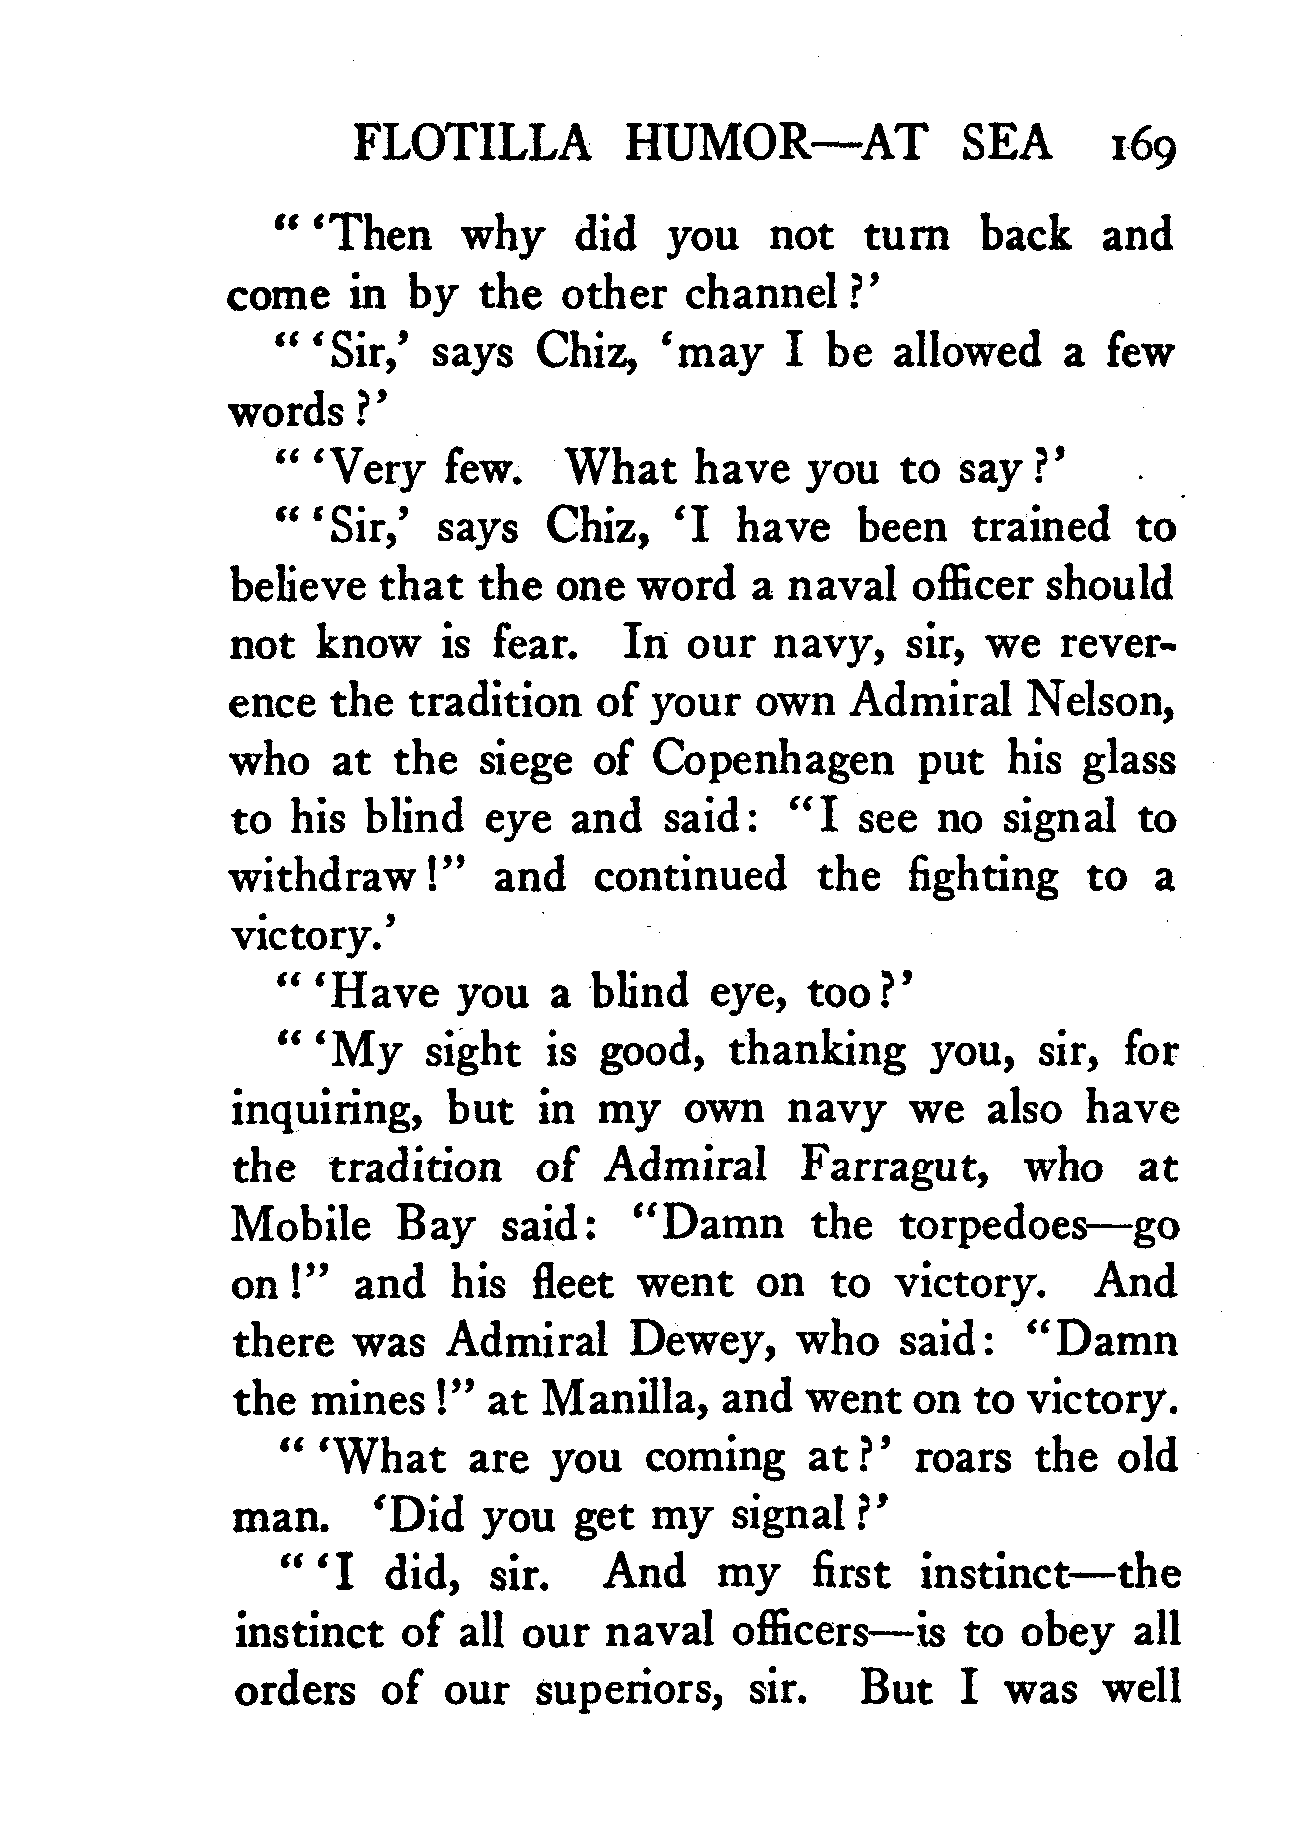 FLOTILLA HUMOR—AT SEA 169
" 'Then why did you not turn back and
come in by the other channel?'
" 'Sir,' says Chiz, 'may I be allowed a few
words?'
" 'Very few. What have you to say?'
" 'Sir,' says Chiz, 'I have been trained to
believe that the one word a naval officer should
not know is fear. In our navy, sir, we rever-
ence the tradition of your own Admiral Nelson,
who at the siege of Copenhagen put his glass
to his blind eye and said: "I see no signal to
withdraw!" and continued the fighting to a
victory.'
" 'Have you a blind eye, too?'
" 'My sight is good, thanking you, sir, for
inquiring, but in my own navy we also have
the tradition of Admiral Farragut, who at
Mobile Bay said: "Damn the torpedoes—go
on!" and his fleet went on to victory. And
there was Admiral Dewey, who said: "Damn
the mines!" at Manilla, and went on to victory.
" 'What are you coming at?' roars the old
man. 'Did you get my signal?'
" 'I did, sir. And my first instinct—the
instinct of all our naval officers—is to obey all
orders of our superiors, sir. But I was well